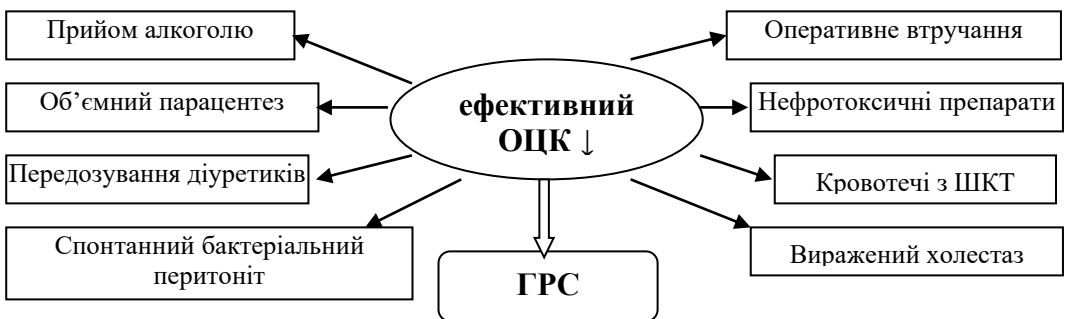 Прийом алкоголю
Оперативне втручання
Об’ємний парацентез
ефективний
ОЦК ↓
Нефротоксичні препарати
Передозування діуретиків
Кровотечі з ШКТ
Спонтанний бактеріальний
перитоніт
Виражений холестаз
ГРС